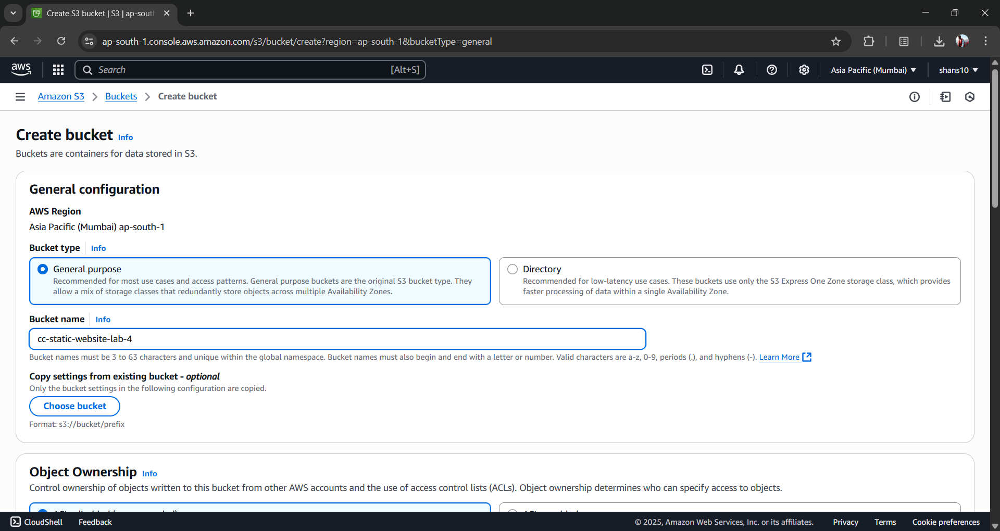 Create S3 bucket | S3 | ap-sout
ap-south-1.console.aws.amazon.com/s3/bucket/create?region=ap-south-1&bucketType=general
aws
Search
[Alt+S]
Asia Pacific (Mumbai)
shans10
Amazon S3 > Buckets > Create bucket
Create bucket Info
Buckets are containers for data stored in S3.
General configuration
AWS Region
Asia Pacific (Mumbai) ap-south-1
Bucket type Info
General purpose
Recommended for most use cases and access patterns. General purpose buckets are the original S3 bucket type. They
allow a mix of storage classes that redundantly store objects across multiple Availability Zones.
Directory
Recommended for low-latency use cases. These buckets use only the S3 Express One Zone storage class, which provides
faster processing of data within a single Availability Zone.
Bucket name Info
cc-static-website-lab-4
Bucket names must be 3 to 63 characters and unique within the global namespace. Bucket names must also begin and end with a letter or number. Valid characters are a-z, 0-9, periods (.), and hyphens (-). Learn More
Copy settings from existing bucket - optional
Only the bucket settings in the following configuration are copied.
Choose bucket
Format: s3://bucket/prefix
Object Ownership Info
Control ownership of objects written to this bucket from other AWS accounts and the use of access control lists (ACLs). Object ownership determines who can specify access to objects.
CloudShell
Feedback
© 2025, Amazon Web Services, Inc. or its affiliates.
Privacy
Terms
Cookie preferences